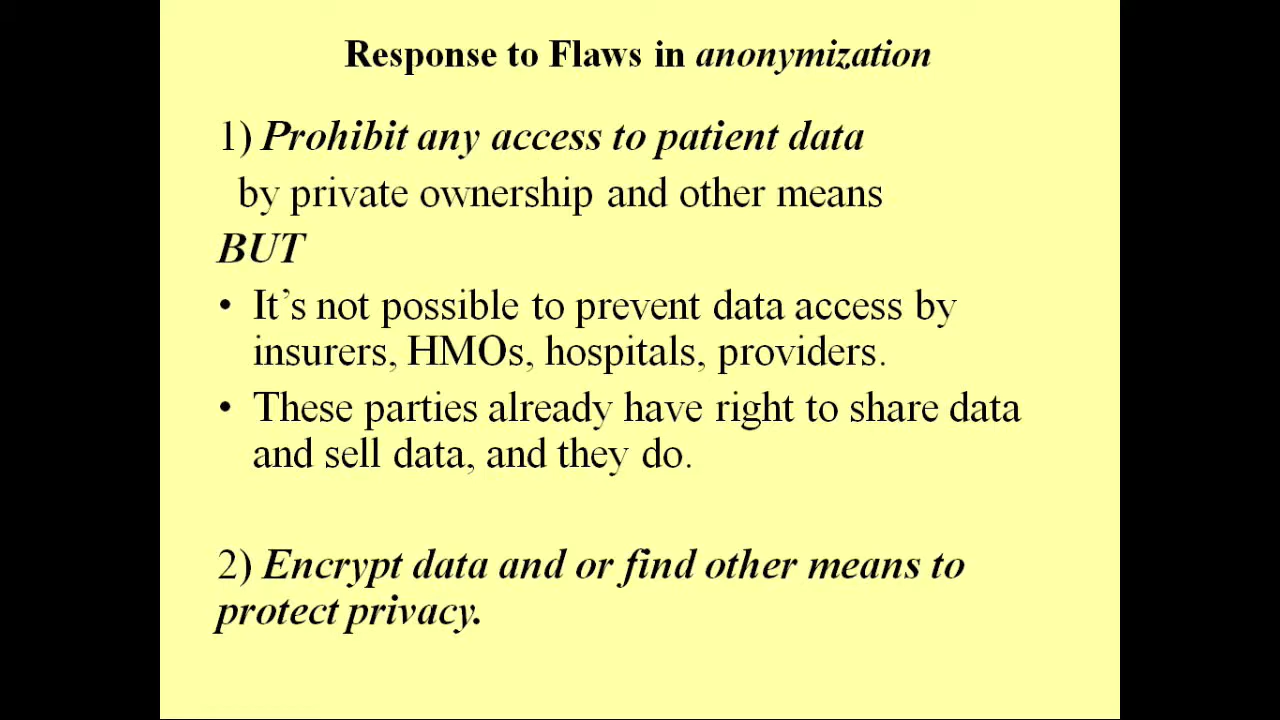 Response to Flaws in anonymization
1) Prohibit any access to patient data
by private ownership and other means
BUT
• It’s not possible to prevent data access by
insurers, HMOs, hospitals, providers.
• These parties already have right to share data
and sell data, and they do.
2) Encrypt data and or find other means to
protect privacy.